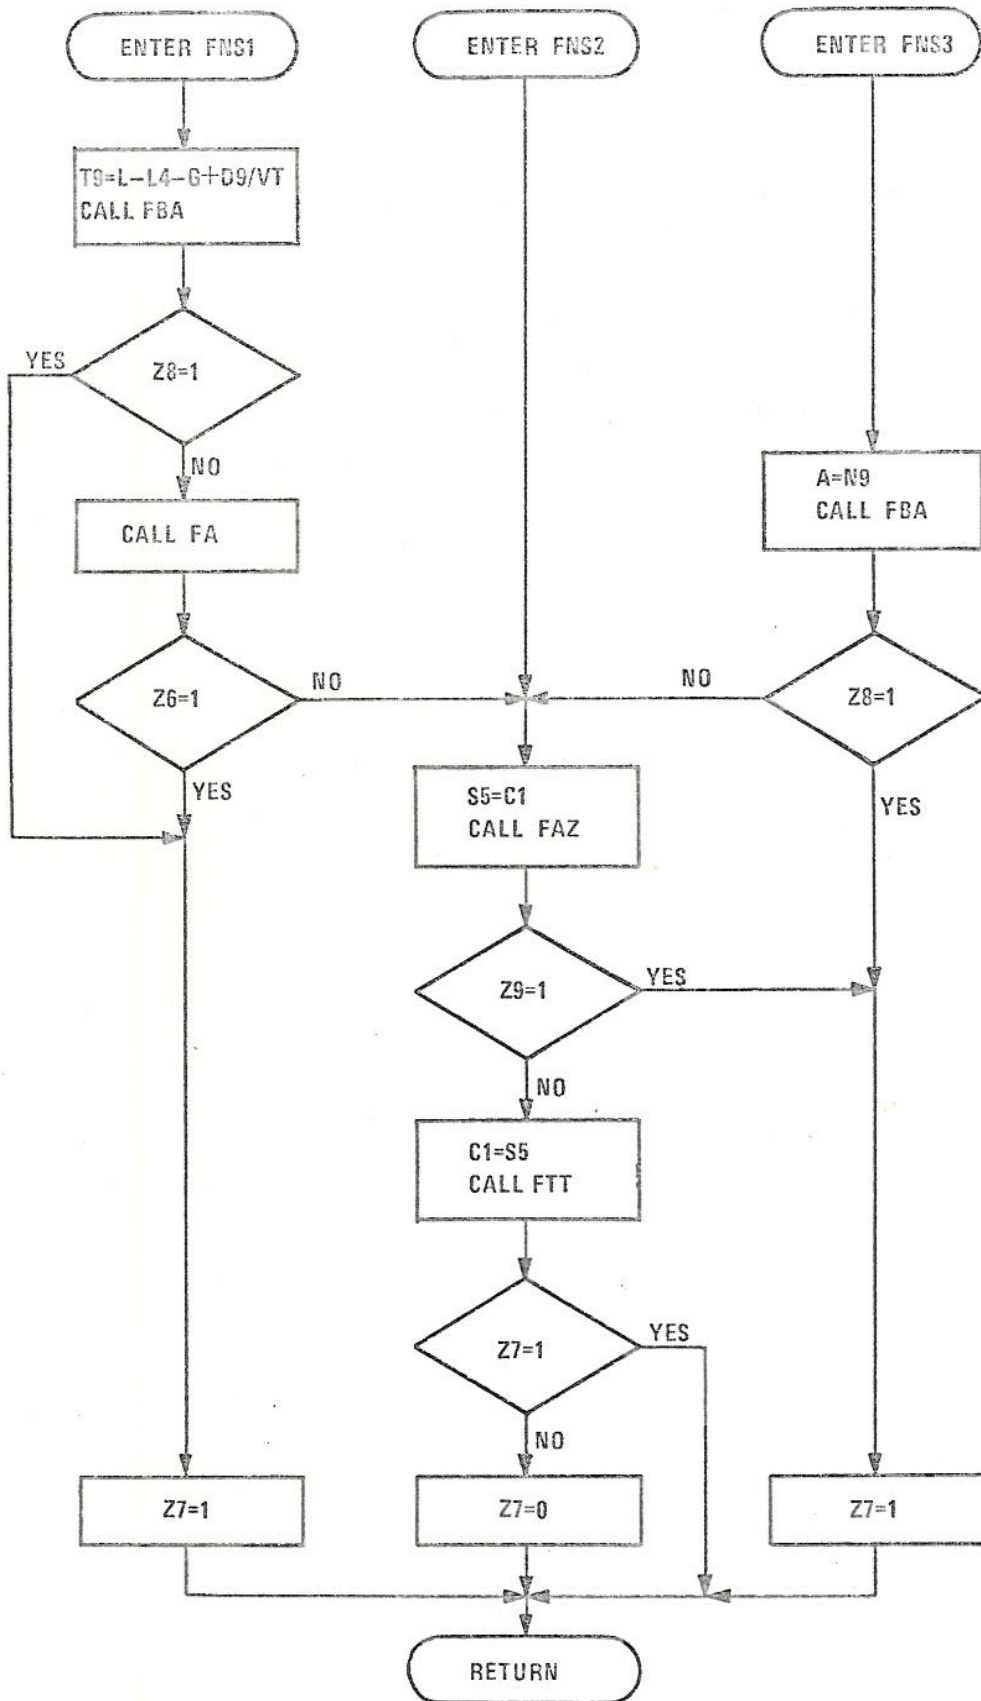 ENTER FNS1
ENTER FNS2
ENTER FNS3
T9=L-L4-G+D9/VT
CALL FBA
YES
Z8=1
NO
A=N9
CALL FBA
CALL FA
Z6=1
NO
NO
Z8=1
YES
S5=C1
CALL FAZ
YES
Z9=1
YES
NO
C1=S5
CALL FTT
YES
Z7=1
NO
Z7=1
Z7=0
Z7=1
RETURN